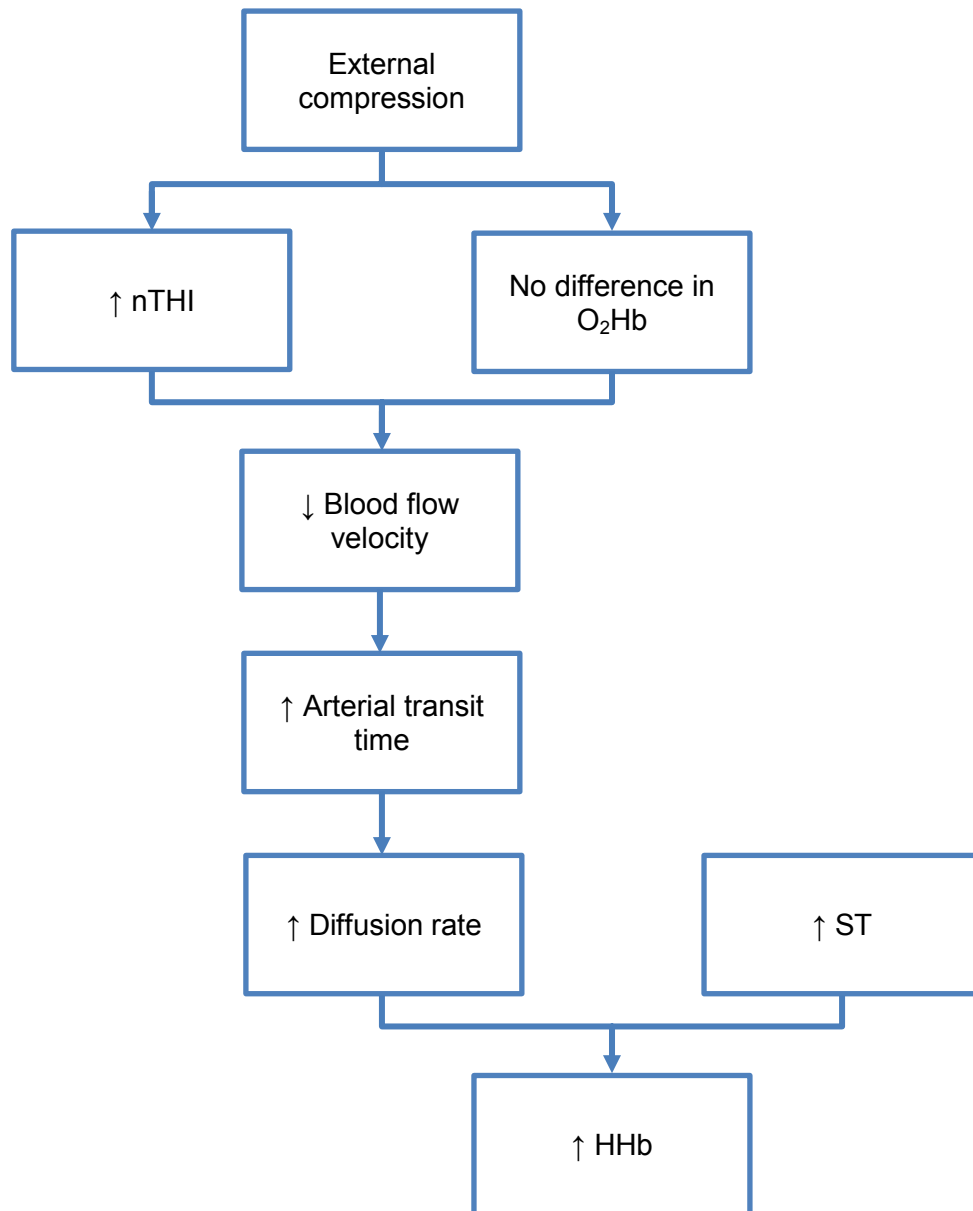 External
compression
↑ nTHI
No difference in
O₂Hb
↓ Blood flow
velocity
↑ Arterial transit
time
↑ Diffusion rate
↑ ST
↑ HHb